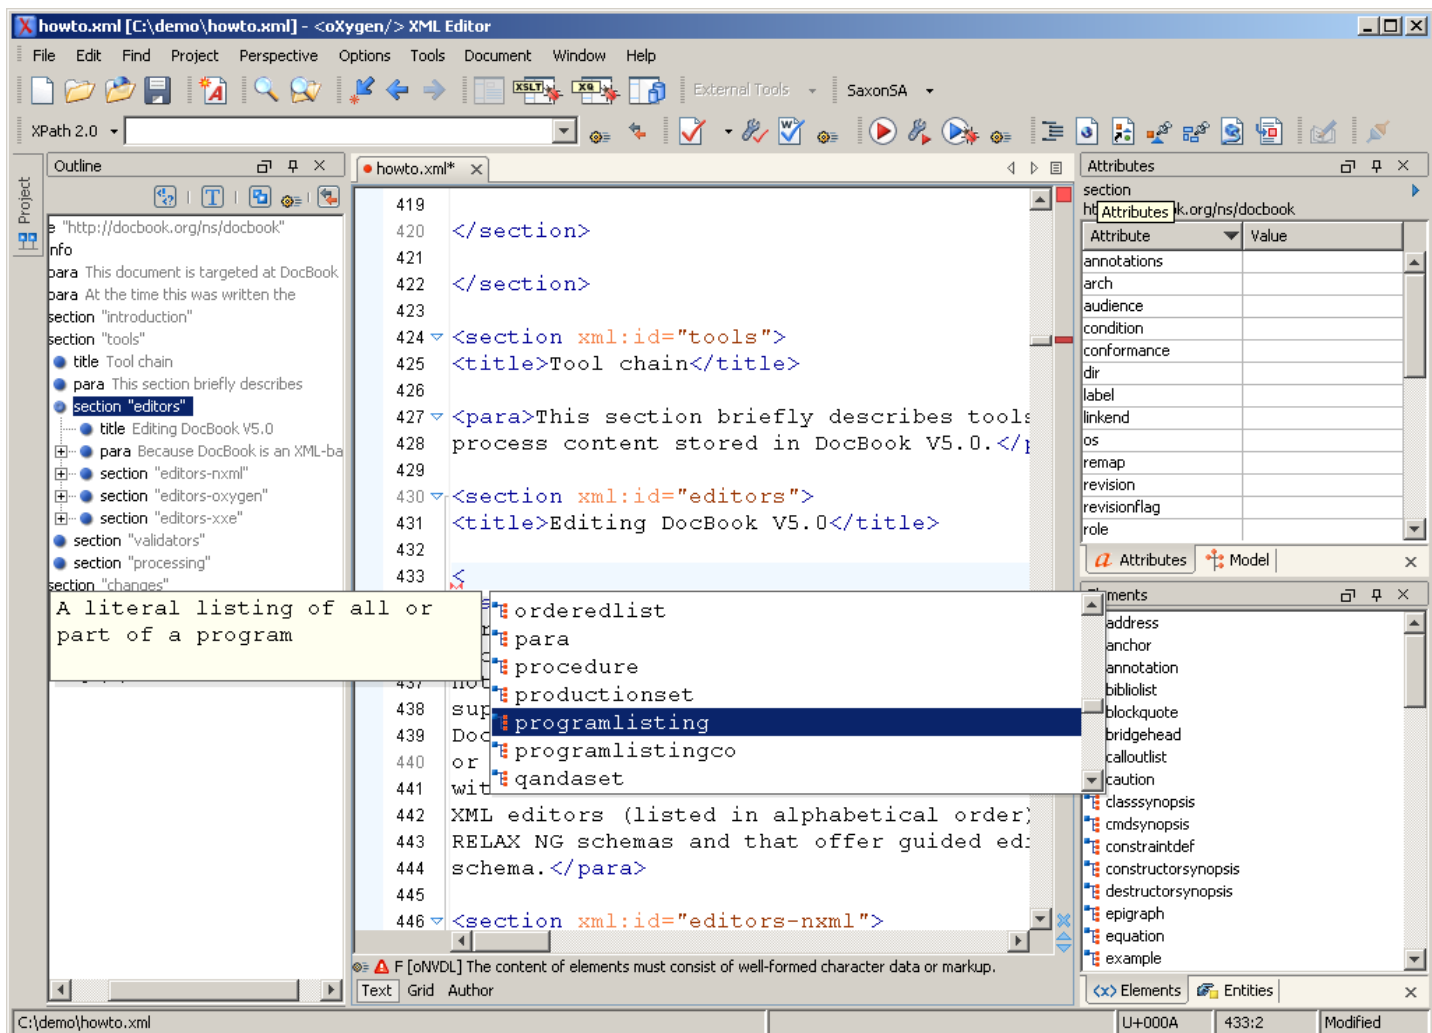 howto.xml [C:\demo\howto.xml] - <oXygen/> XML Editor
File Edit Find Project Perspective Options Tools Document Window Help
XSLT XQ External Tools SaxonSA
XPath 2.0
Project
Outline
e "http://docbook.org/ns/docbook"
nfo
para This document is targeted at DocBook
para At the time this was written the
section "introduction"
section "tools"
title Tool chain
para This section briefly describes
section "editors"
title Editing DocBook V5.0
para Because DocBook is an XML-ba
section "editors-nxml"
section "editors-oxygen"
section "editors-xxe"
section "validators"
section "processing"
section "changes"
A literal listing of all or
part of a program
howto.xml*
419
420 </section>
421
422 </section>
423
424 <section xml:id="tools">
425 <title>Tool chain</title>
426
427 <para>This section briefly describes tools
428 process content stored in DocBook V5.0.</p
429
430 <section xml:id="editors">
431 <title>Editing DocBook V5.0</title>
432
433 <
orderedlist
para
procedure
productionset
programlisting
programlistingco
qandaset
437 not
438 sup
439 Doc
440 or
441 wit
442 XML editors (listed in alphabetical order)
443 RELAX NG schemas and that offer guided edi
444 schema.</para>
445
446 <section xml:id="editors-nxml">
F [oNVDL] The content of elements must consist of well-formed character data or markup.
Text Grid Author
Attributes
section
ht
Attributes
k.org/ns/docbook
Attribute Value
annotations
arch
audience
condition
conformance
dir
label
linkend
os
remap
revision
revisionflag
role
Attributes Model
ments
address
anchor
annotation
bibliolist
blockquote
bridgehead
calloutlist
caution
classsynopsis
cmdsynopsis
constraintdef
constructorsynopsis
destructorsynopsis
epigraph
equation
example
Elements Entities
C:\demo\howto.xml U+000A 433:2 Modified